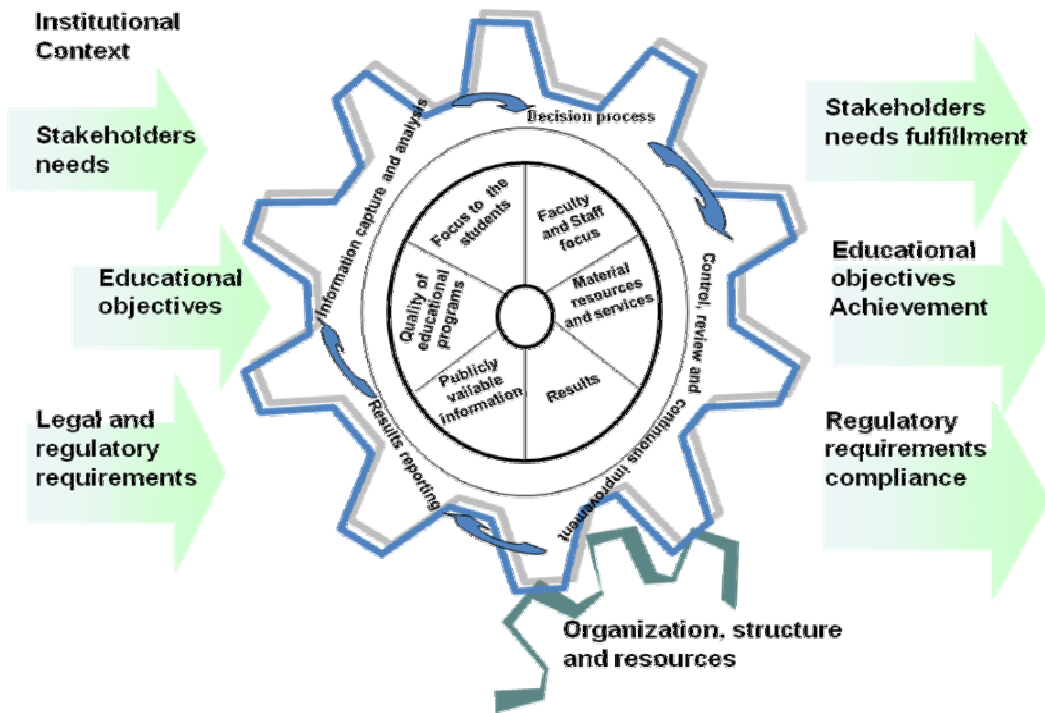 Institutional
Context
Stakeholders
needs
Educational
objectives
Legal and
regulatory
requirements
Information capture and analysis
Decision process
Control, review and continuous improvement
Results reporting
Focus to the
students
Faculty
and Staff
focus
Material
resources
and services
Results
Publicly
vailable
information
Quality of
educational
programs
Stakeholders
needs fulfillment
Educational
objectives
Achievement
Regulatory
requirements
compliance
Organization, structure
and resources